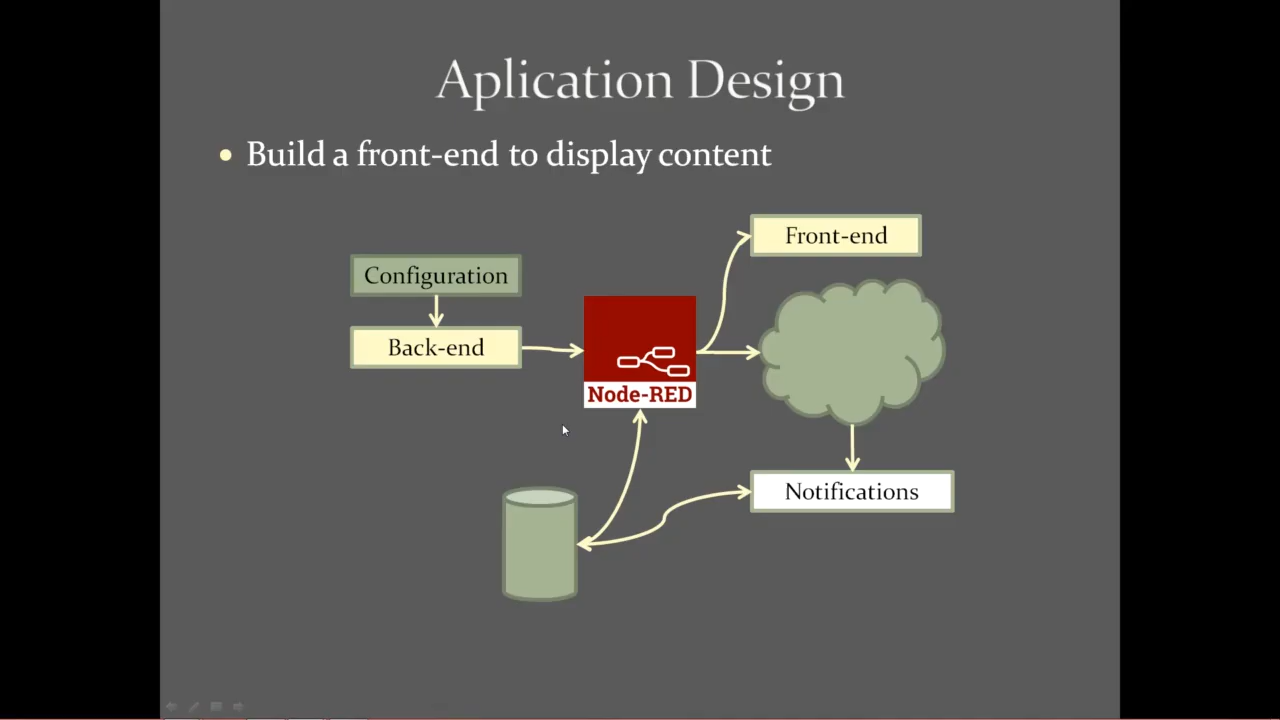 Aplication Design
Build a front-end to display content
Front-end
Configuration
Back-end
Node-RED
Notifications